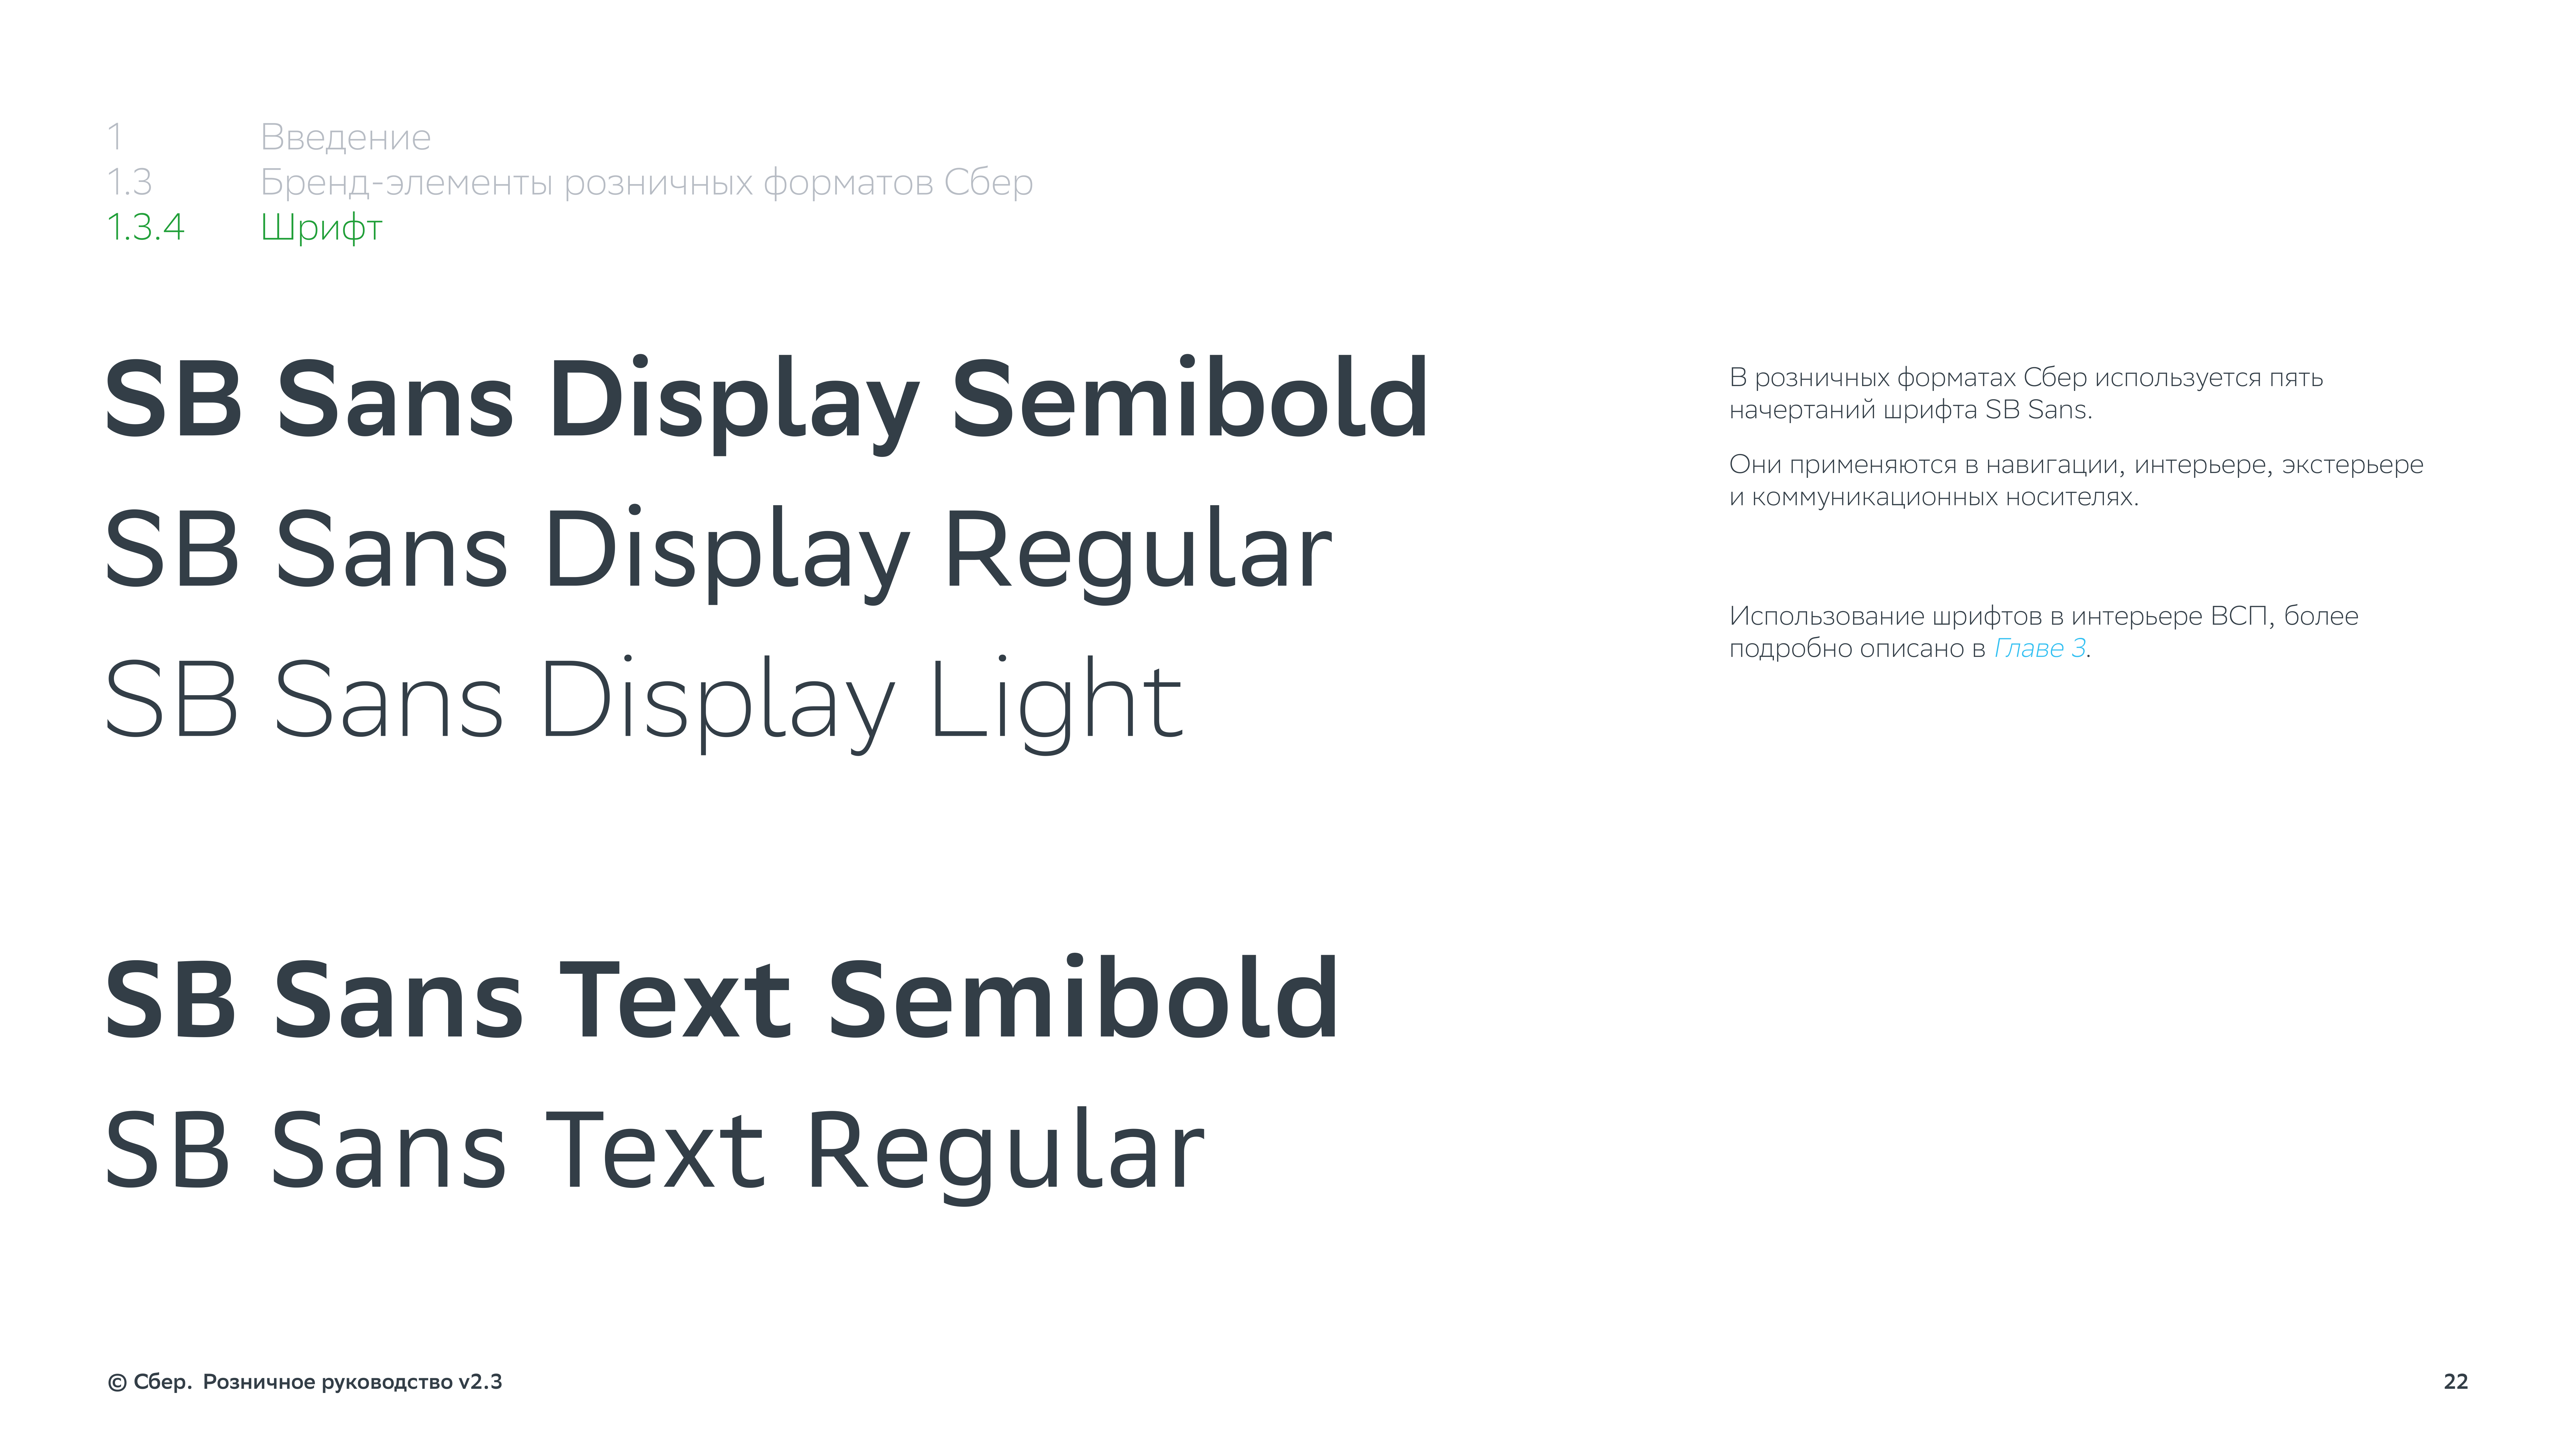 1 Введение
1.3 Бренд-элементы розничных форматов Сбер
1.3.4 Шрифт
SB Sans Display Semibold
SB Sans Display Regular
SB Sans Display Light
SB Sans Text Semibold
SB Sans Text Regular
В розничных форматах Сбер используется пять
начертаний шрифта SB Sans.
Они применяются в навигации, интерьере, экстерьере
и коммуникационных носителях.
Использование шрифтов в интерьере ВСП, более
подробно описано в Главе 3.
© Сбер. Розничное руководство v2.3
22